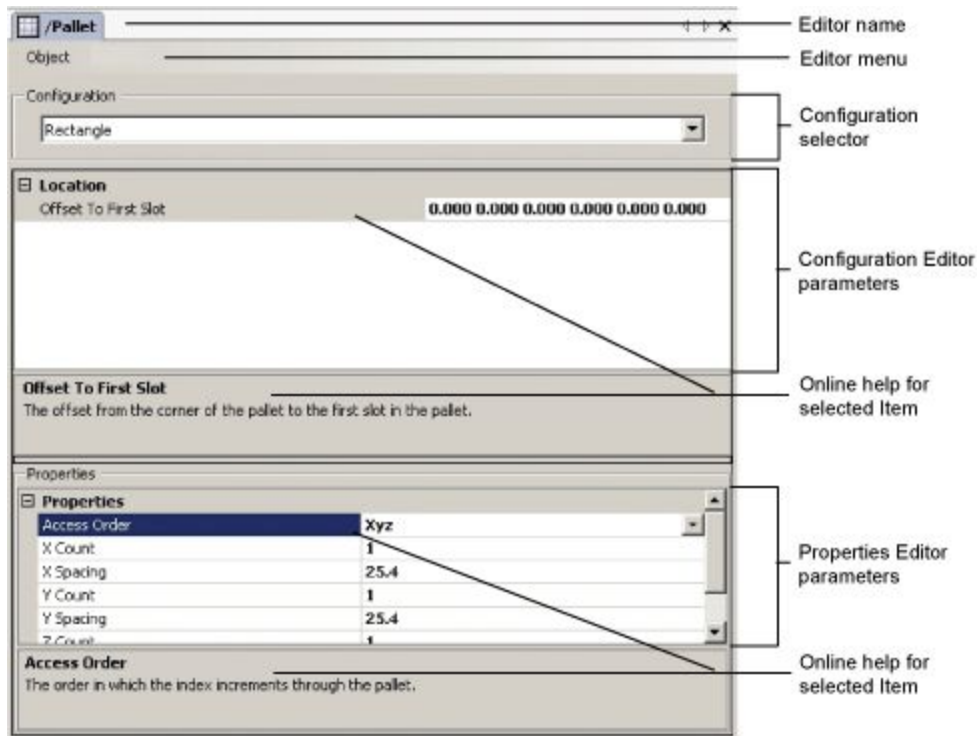 /Pallet
Editor name
Object
Editor menu
Configuration
Rectangle
Configuration
selector
Location
Offset To First Slot 0.000 0.000 0.000 0.000 0.000 0.000
Configuration Editor
parameters
Offset To First Slot
The offset from the corner of the pallet to the first slot in the pallet.
Online help for
selected Item
Properties
Properties
Access Order Xyz
X Count 1
X Spacing 25.4
Y Count 1
Y Spacing 25.4
Z Count 1
Properties Editor
parameters
Access Order
The order in which the index increments through the pallet.
Online help for
selected Item